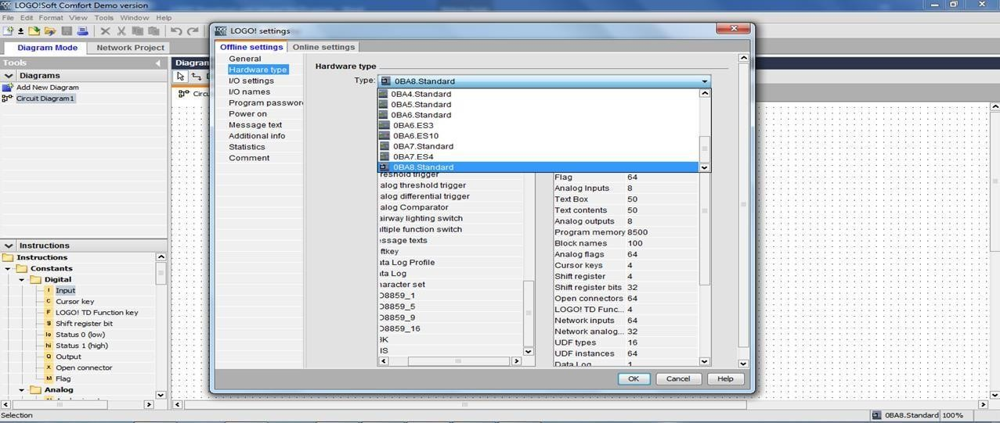 LOGO!Soft Comfort Demo version
File Edit Format View Tools Window Help
Diagram Mode Network Project
Tools
Diagrams
Add New Diagram
Circuit Diagram1
Instructions
Instructions
Constants
Digital
I Input
C Cursor key
F LOGO! TD Function key
S Shift register bit
lo Status 0 (low)
hi Status 1 (high)
Q Output
X Open connector
M Flag
Analog
Diagran
Circu
LOGO! settings
Offline settings Online settings
General
Hardware type
I/O settings
I/O names
Program password
Power on
Message text
Additional info
Statistics
Comment
Hardware type
Type: 0BA8.Standard
0BA4.Standard
0BA5.Standard
0BA6.Standard
0BA6.ES3
0BA6.ES10
0BA7.Standard
0BA7.ES4
0BA8.Standard
reshold trigger
alog threshold trigger
alog differential trigger
alog Comparator
airway lighting switch
ultiple function switch
essage texts
oftkey
ata Log Profile
ata Log
haracter set
O8859_1
O8859_5
O8859_9
O8859_16
BK
JIS
Flag 64
Analog Inputs 8
Text Box 50
Text contents 50
Analog outputs 8
Program memory 8500
Block names 100
Analog flags 64
Cursor keys 4
Shift register 4
Shift register bits 32
Open connectors 64
LOGO! TD Func... 4
Network inputs 64
Network analog... 32
UDF types 16
UDF instances 64
Data Log 1
OK Cancel Help
Selection
0BA8.Standard 100%